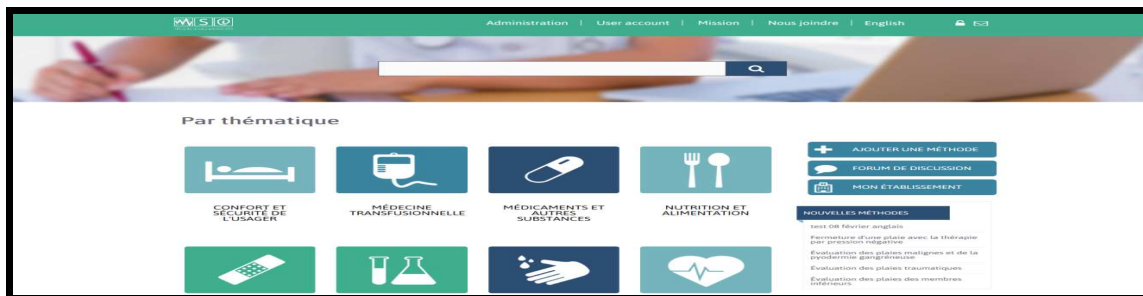 MSI@
Administration | User account | Mission | Nous joindre | English
Par thématique
CONFORT ET
SÉCURITÉ DE
L'USAGER
MÉDECINE
TRANSFUSIONNELLE
MÉDICAMENTS ET
AUTRES
SUBSTANCES
NUTRITION ET
ALIMENTATION
AJOUTER UNE MÉTHODE
FORUM DE DISCUSSION
MON ÉTABLISSEMENT
NOUVELLES MÉTHODES
test 08 février anglais
Fermeture d'une plaie avec la thérapie
par pression négative
Évaluation des plaies malignes et de la
pyodermie gangréneuse
Évaluation des plaies traumatiques
Évaluation des plaies des membres
inférieurs